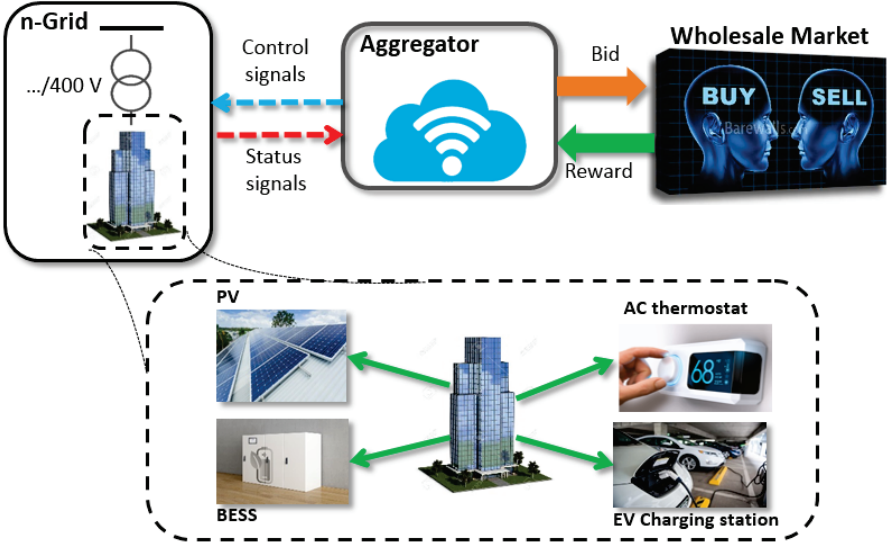 n-Grid
.../400 V
Control
signals
Status
signals
Aggregator
Bid
Reward
Wholesale Market
BUY
SELL
Barewalls
PV
AC thermostat
68
BESS
EV Charging station